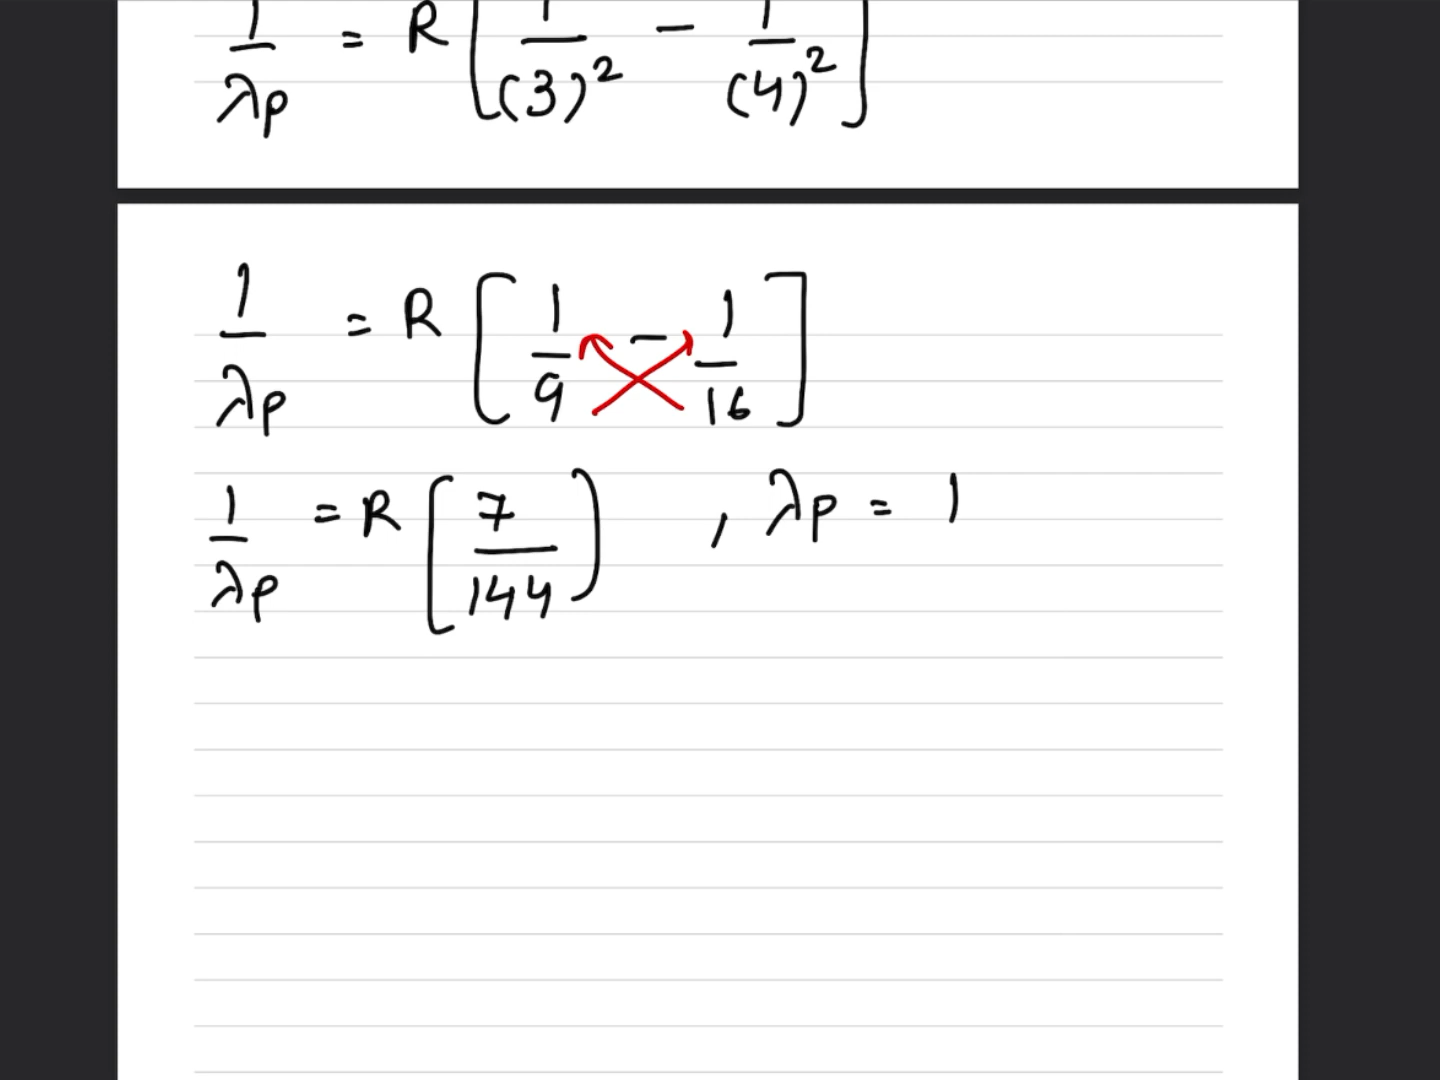 1/λp = R[1/(3)² - 1/(4)²]
1/λp = R[1/9 - 1/16]
1/λp = R[7/144) , λp = 1